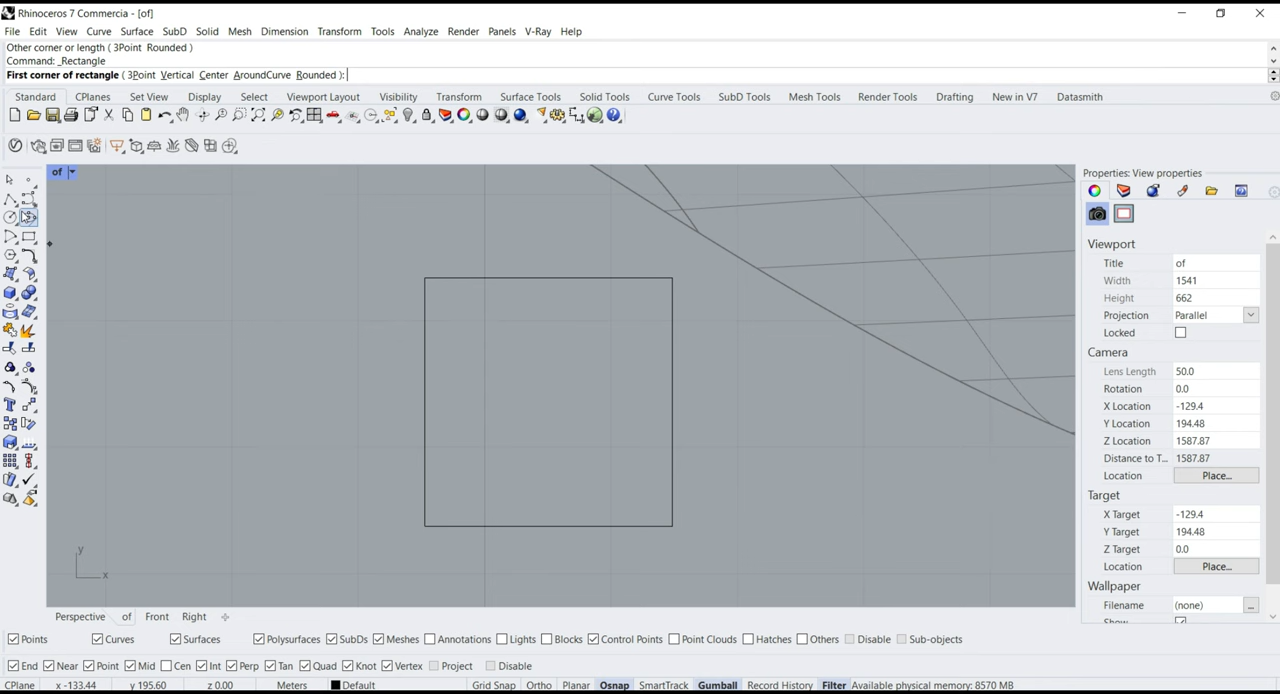 Rhinoceros 7 Commercia - [of]
File Edit View Curve Surface SubD Solid Mesh Dimension Transform Tools Analyze Render Panels V-Ray Help
Other corner or length ( 3Point Rounded )
Command: _Rectangle
First corner of rectangle ( 3Point Vertical Center AroundCurve Rounded ):
Standard CPlanes Set View Display Select Viewport Layout Visibility Transform Surface Tools Solid Tools Curve Tools SubD Tools Mesh Tools Render Tools Drafting New in V7 Datasmith
of
Properties: View properties
Viewport
Title of
Width 1541
Height 662
Projection Parallel
Locked
Camera
Lens Length 50.0
Rotation 0.0
X Location -129.4
Y Location 194.48
Z Location 1587.87
Distance to T... 1587.87
Location Place...
Target
X Target -129.4
Y Target 194.48
Z Target 0.0
Location Place...
Wallpaper
Filename (none) ...
y
x
Perspective of Front Right
Points Curves Surfaces Polysurfaces SubDs Meshes Annotations Lights Blocks Control Points Point Clouds Hatches Others Disable Sub-objects
End Near Point Mid Cen Int Perp Tan Quad Knot Vertex Project Disable
CPlane x -133.44 y 195.60 z 0.00 Meters Default Grid Snap Ortho Planar Osnap SmartTrack Gumball Record History Filter Available physical memory: 8570 MB